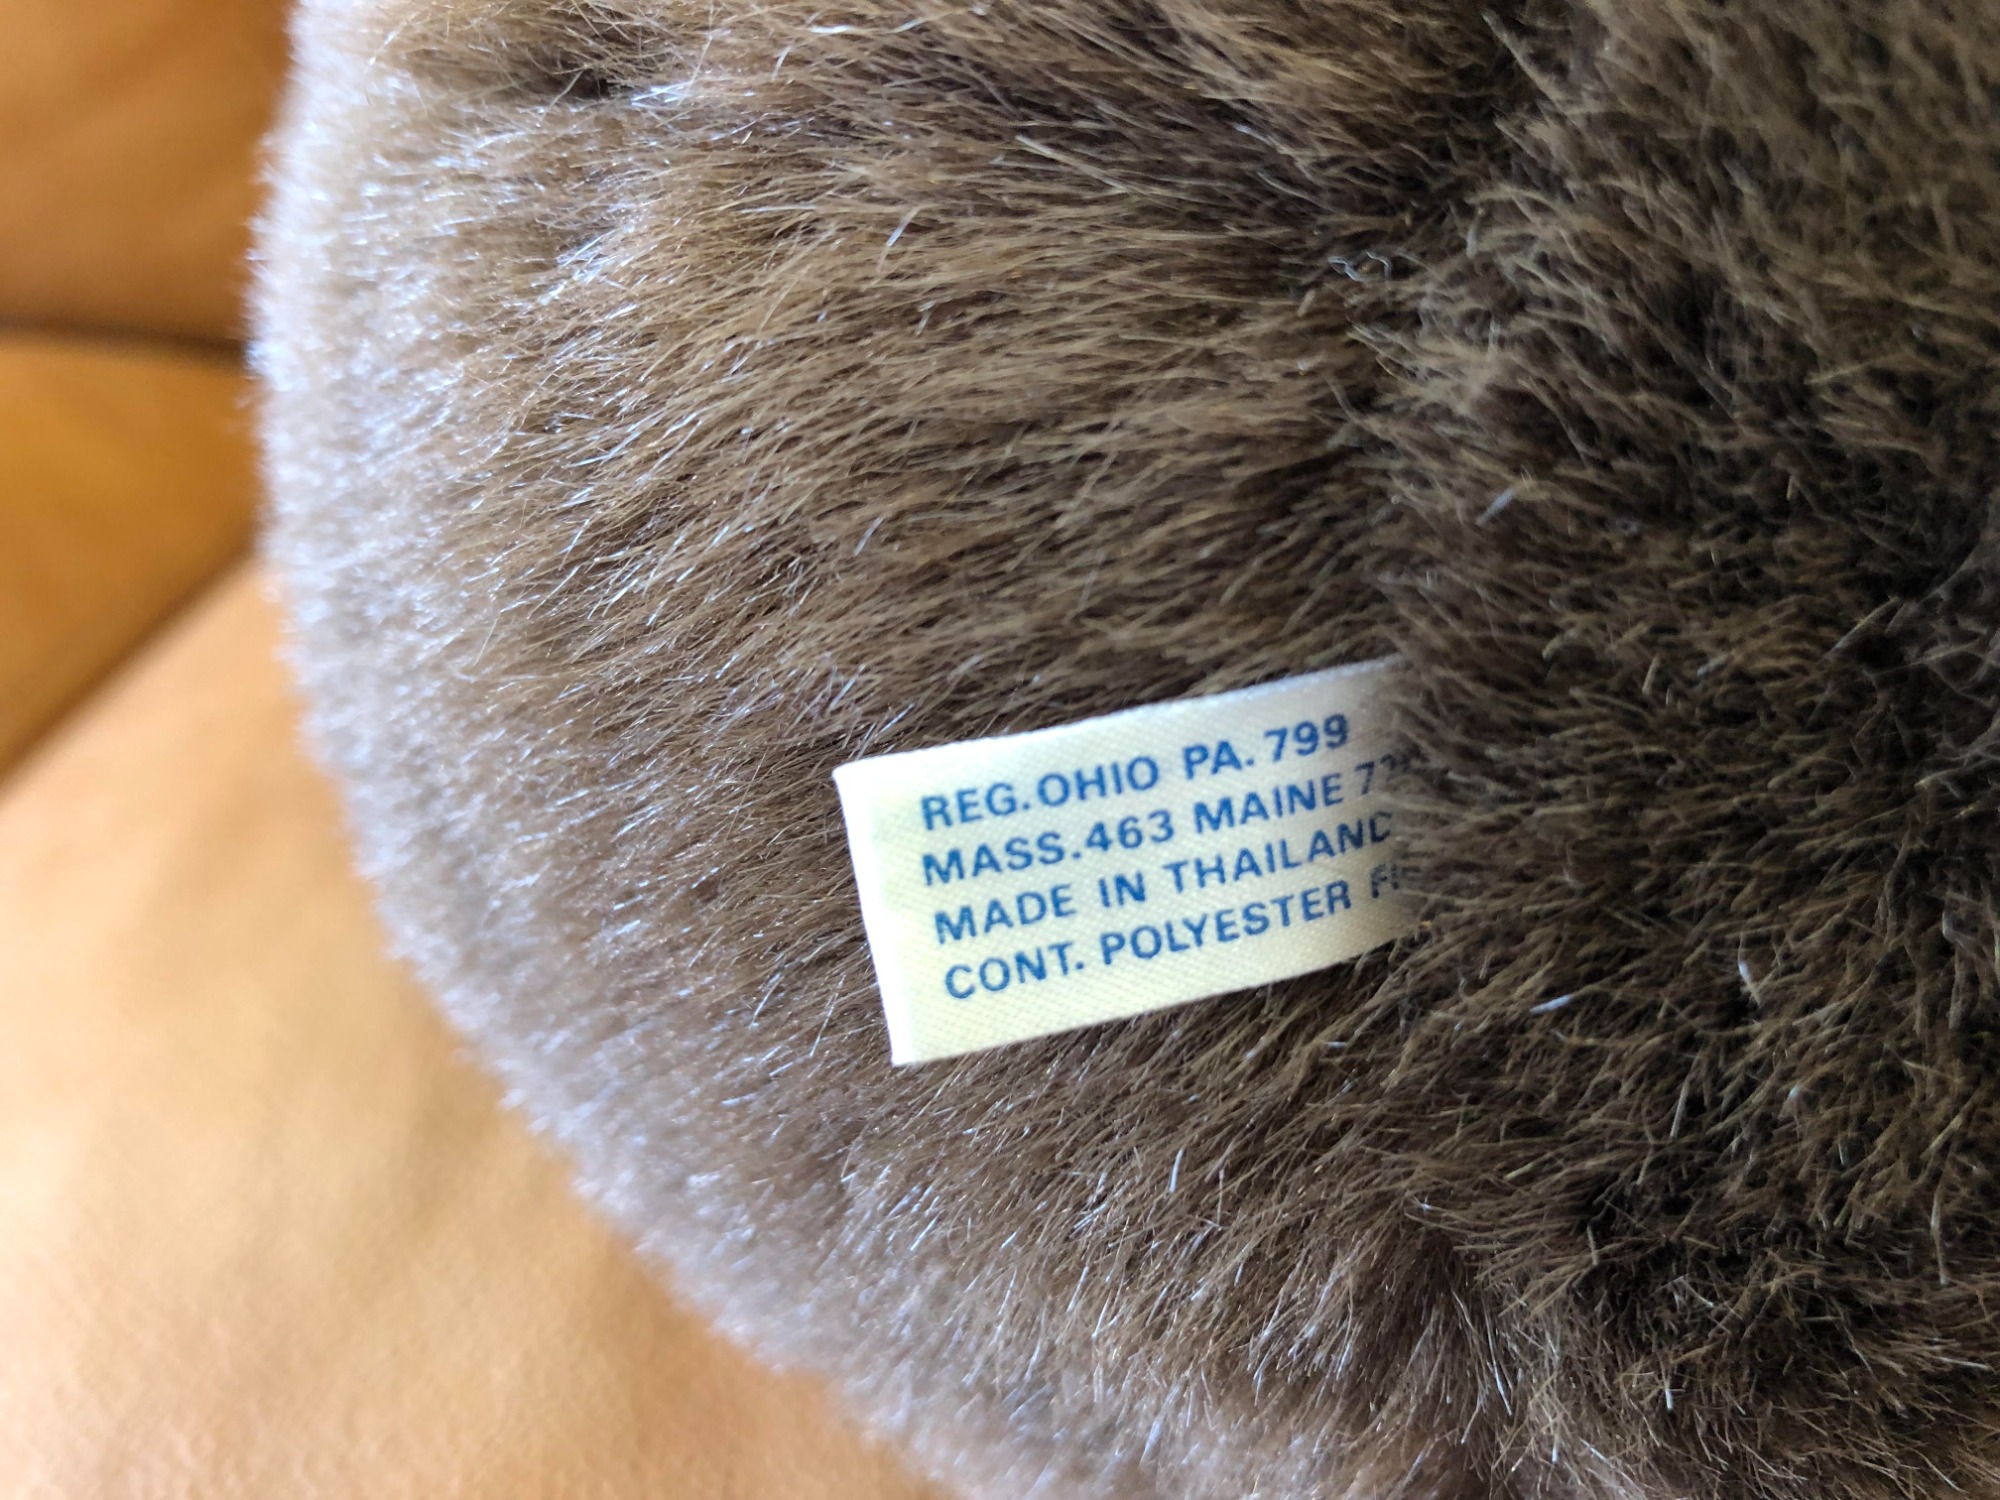 REG.OHIO PA. 799
MASS.463 MAINE
MADE IN THAILAND
CONT. POLYESTER